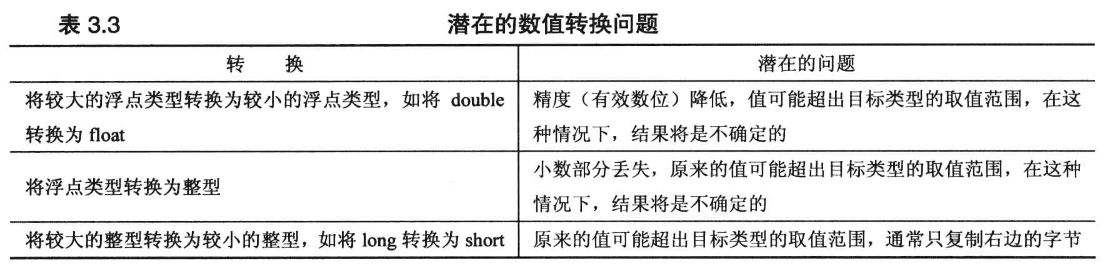 表 3.3 潜在的数值转换问题
转 换 潜在的问题
将较大的浮点类型转换为较小的浮点类型，如将 double
转换为 float
精度（有效数位）降低，值可能超出目标类型的取值范围，在这
种情况下，结果将是不确定的
将浮点类型转换为整型
小数部分丢失，原来的值可能超出目标类型的取值范围，在这种
情况下，结果将是不确定的
将较大的整型转换为较小的整型，如将 long 转换为 short
原来的值可能超出目标类型的取值范围，通常只复制右边的字节